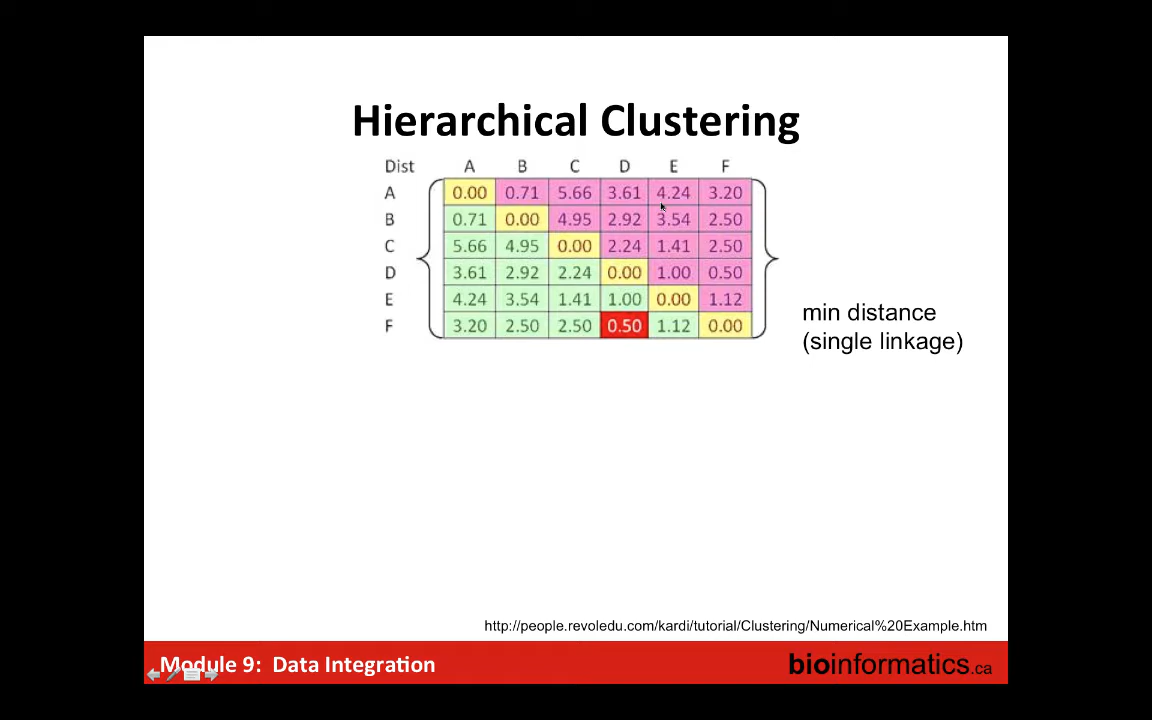 Hierarchical Clustering
Dist A B C D E F
A 0.00 0.71 5.66 3.61 4.24 3.20
B 0.71 0.00 4.95 2.92 3.54 2.50
C 5.66 4.95 0.00 2.24 1.41 2.50
D 3.61 2.92 2.24 0.00 1.00 0.50
E 4.24 3.54 1.41 1.00 0.00 1.12
F 3.20 2.50 2.50 0.50 1.12 0.00
min distance
(single linkage)
http://people.revoledu.com/kardi/tutorial/Clustering/Numerical%20Example.htm
Module 9: Data Integration
bioinformatics.ca